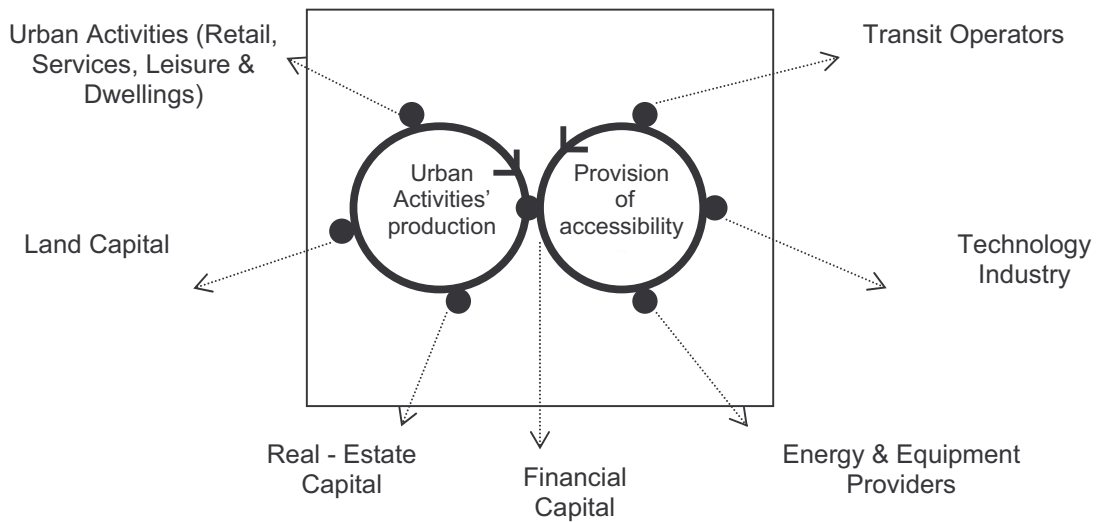 Urban Activities (Retail,
Services, Leisure &
Dwellings)
Transit Operators
Urban
Activities’
production
Provision
of
accessibility
Land Capital
Technology
Industry
Real - Estate
Capital
Financial
Capital
Energy & Equipment
Providers